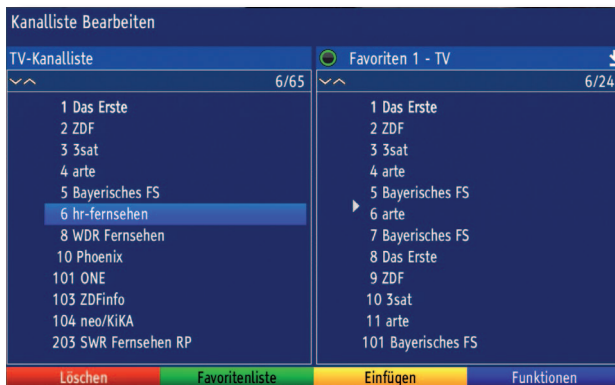 Kanalliste Bearbeiten
TV-Kanalliste
6/65
1 Das Erste
2 ZDF
3 3sat
4 arte
5 Bayerisches FS
6 hr-fernsehen
8 WDR Fernsehen
10 Phoenix
101 ONE
103 ZDFinfo
104 neo/KiKA
203 SWR Fernsehen RP
Favoriten 1 - TV
6/24
1 Das Erste
2 ZDF
3 3sat
4 arte
5 Bayerisches FS
6 arte
7 Bayerisches FS
8 Das Erste
9 ZDF
10 3sat
11 arte
101 Bayerisches FS
Löschen
Favoritenliste
Einfügen
Funktionen